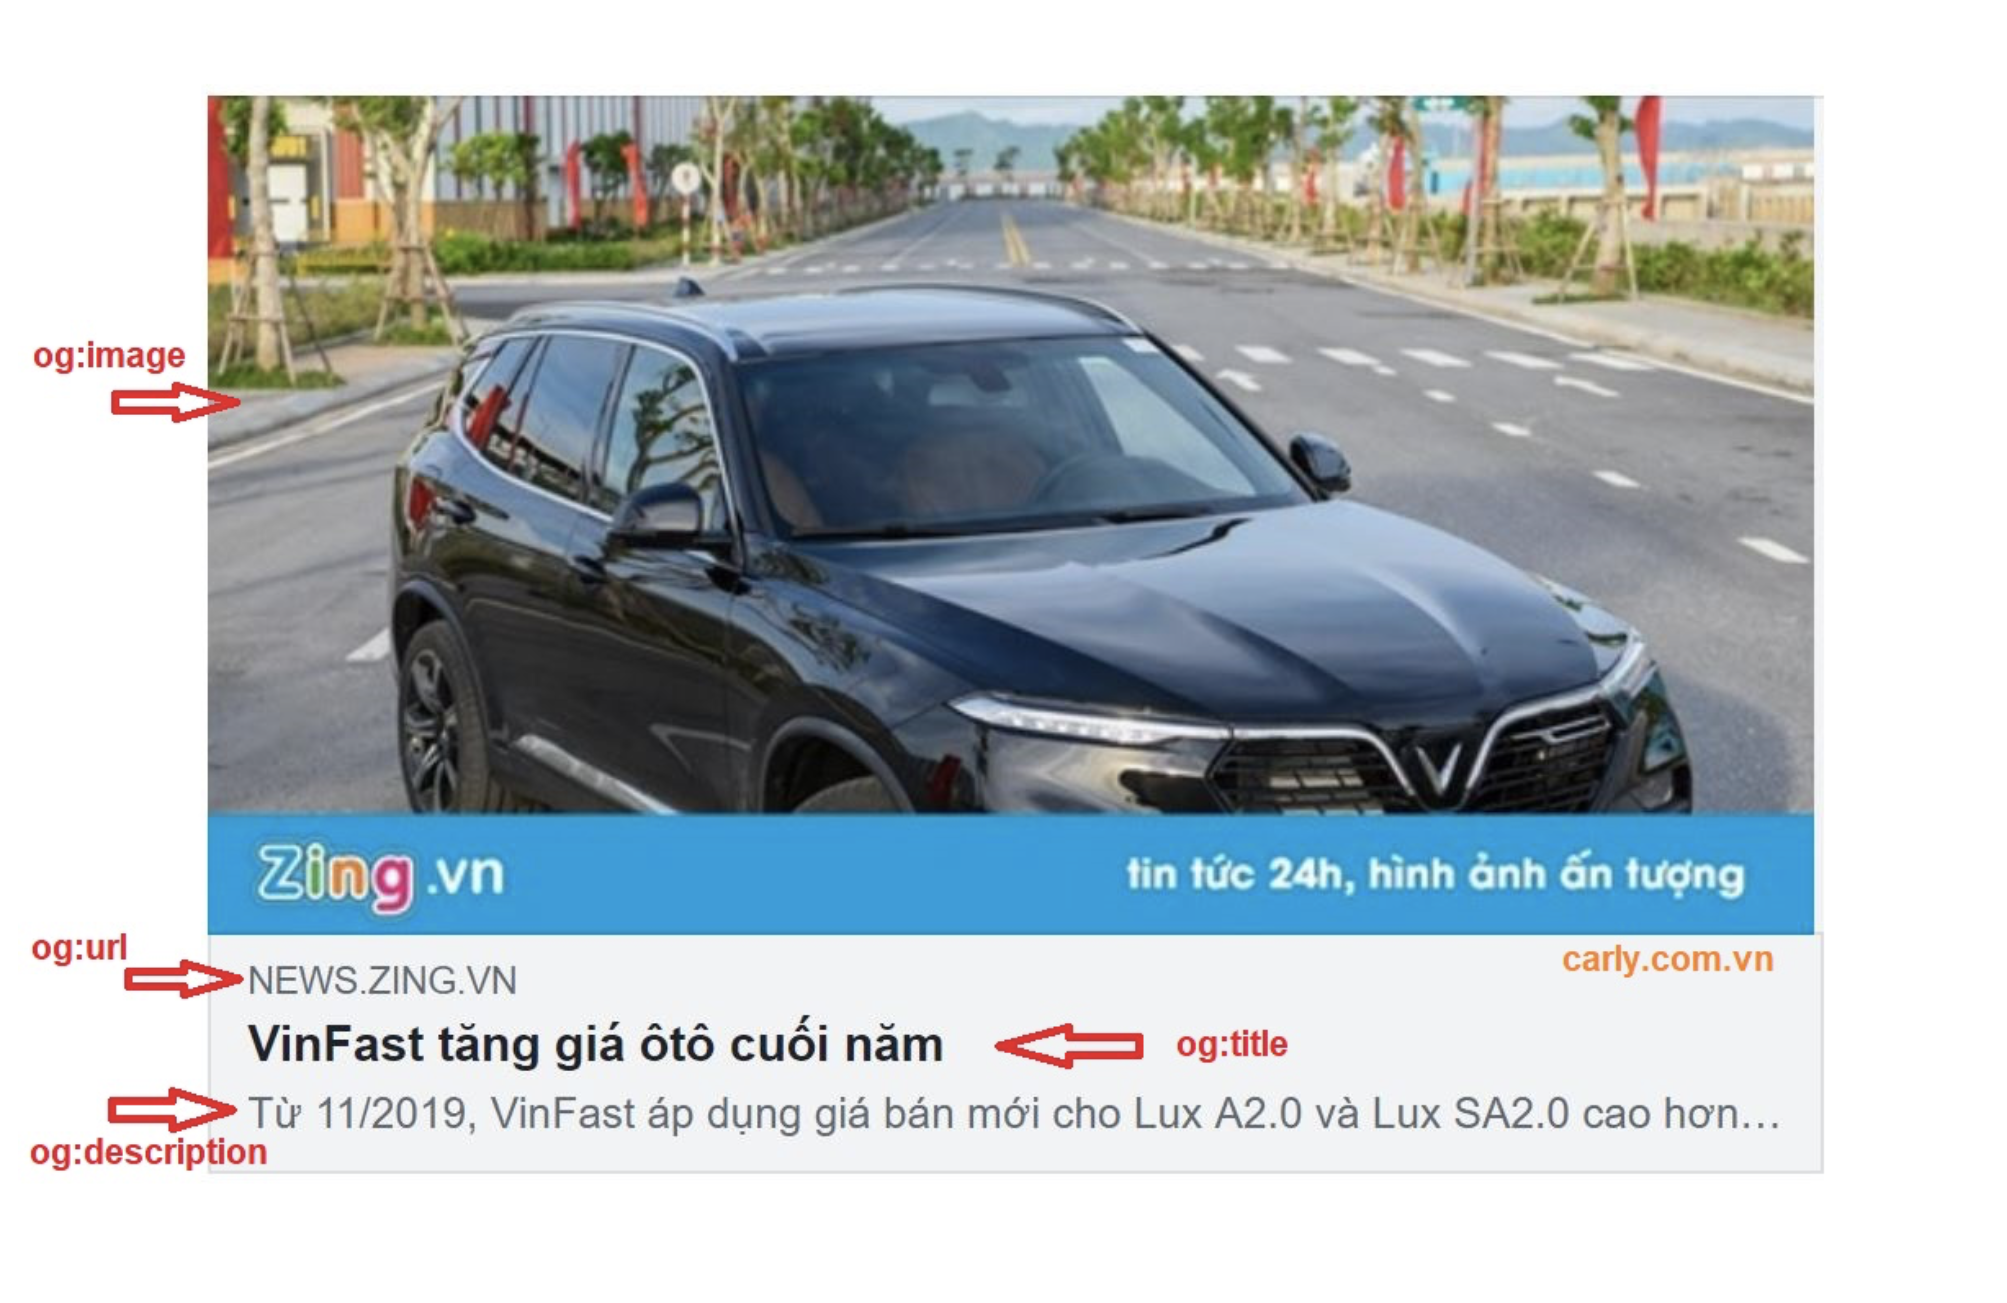 og:image
Zing.vn
tin tức 24h, hình ảnh ấn tượng
og:url
carly.com.vn
NEWS.ZING.VN
VinFast tăng giá ôtô cuối năm
og:title
Từ 11/2019, VinFast áp dụng giá bán mới cho Lux A2.0 và Lux SA2.0 cao hơn...
og:description